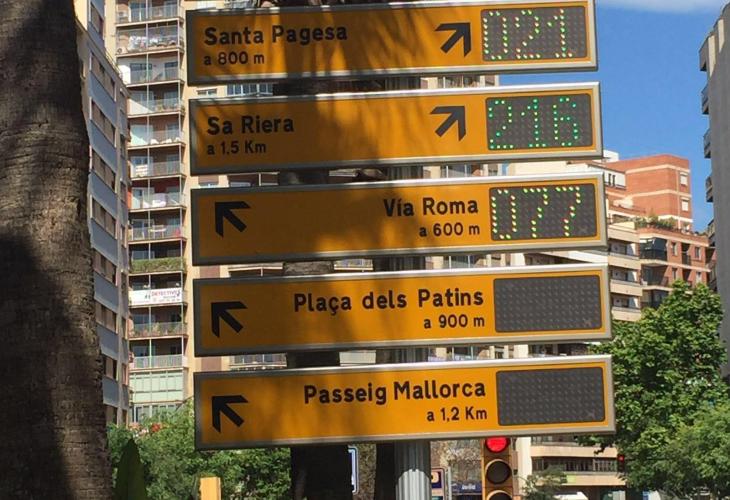 Santa Pagesa 021
a 800 m
Sa Riera 216
a 1,5 Km
Vía Roma 077
a 600 m
Plaça dels Patins
a 900 m
Passeig Mallorca
a 1,2 Km